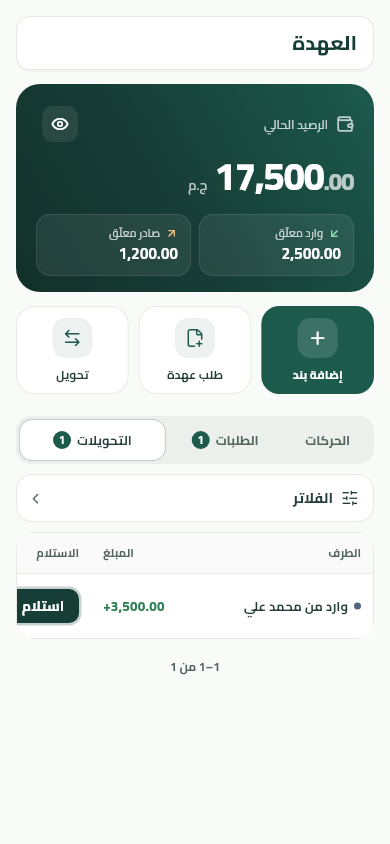 العهدة
الرصيد الحالي
17,500.00 ج.م
وارد معلّق
2,500.00
صادر معلّق
1,200.00
إضافة بند
طلب عهدة
تحويل
الحركات
الطلبات 1
التحويلات 1
الفلاتر
الطرف المبلغ الاستلام
وارد من محمد علي +3,500.00 استلام
1–1 من 1